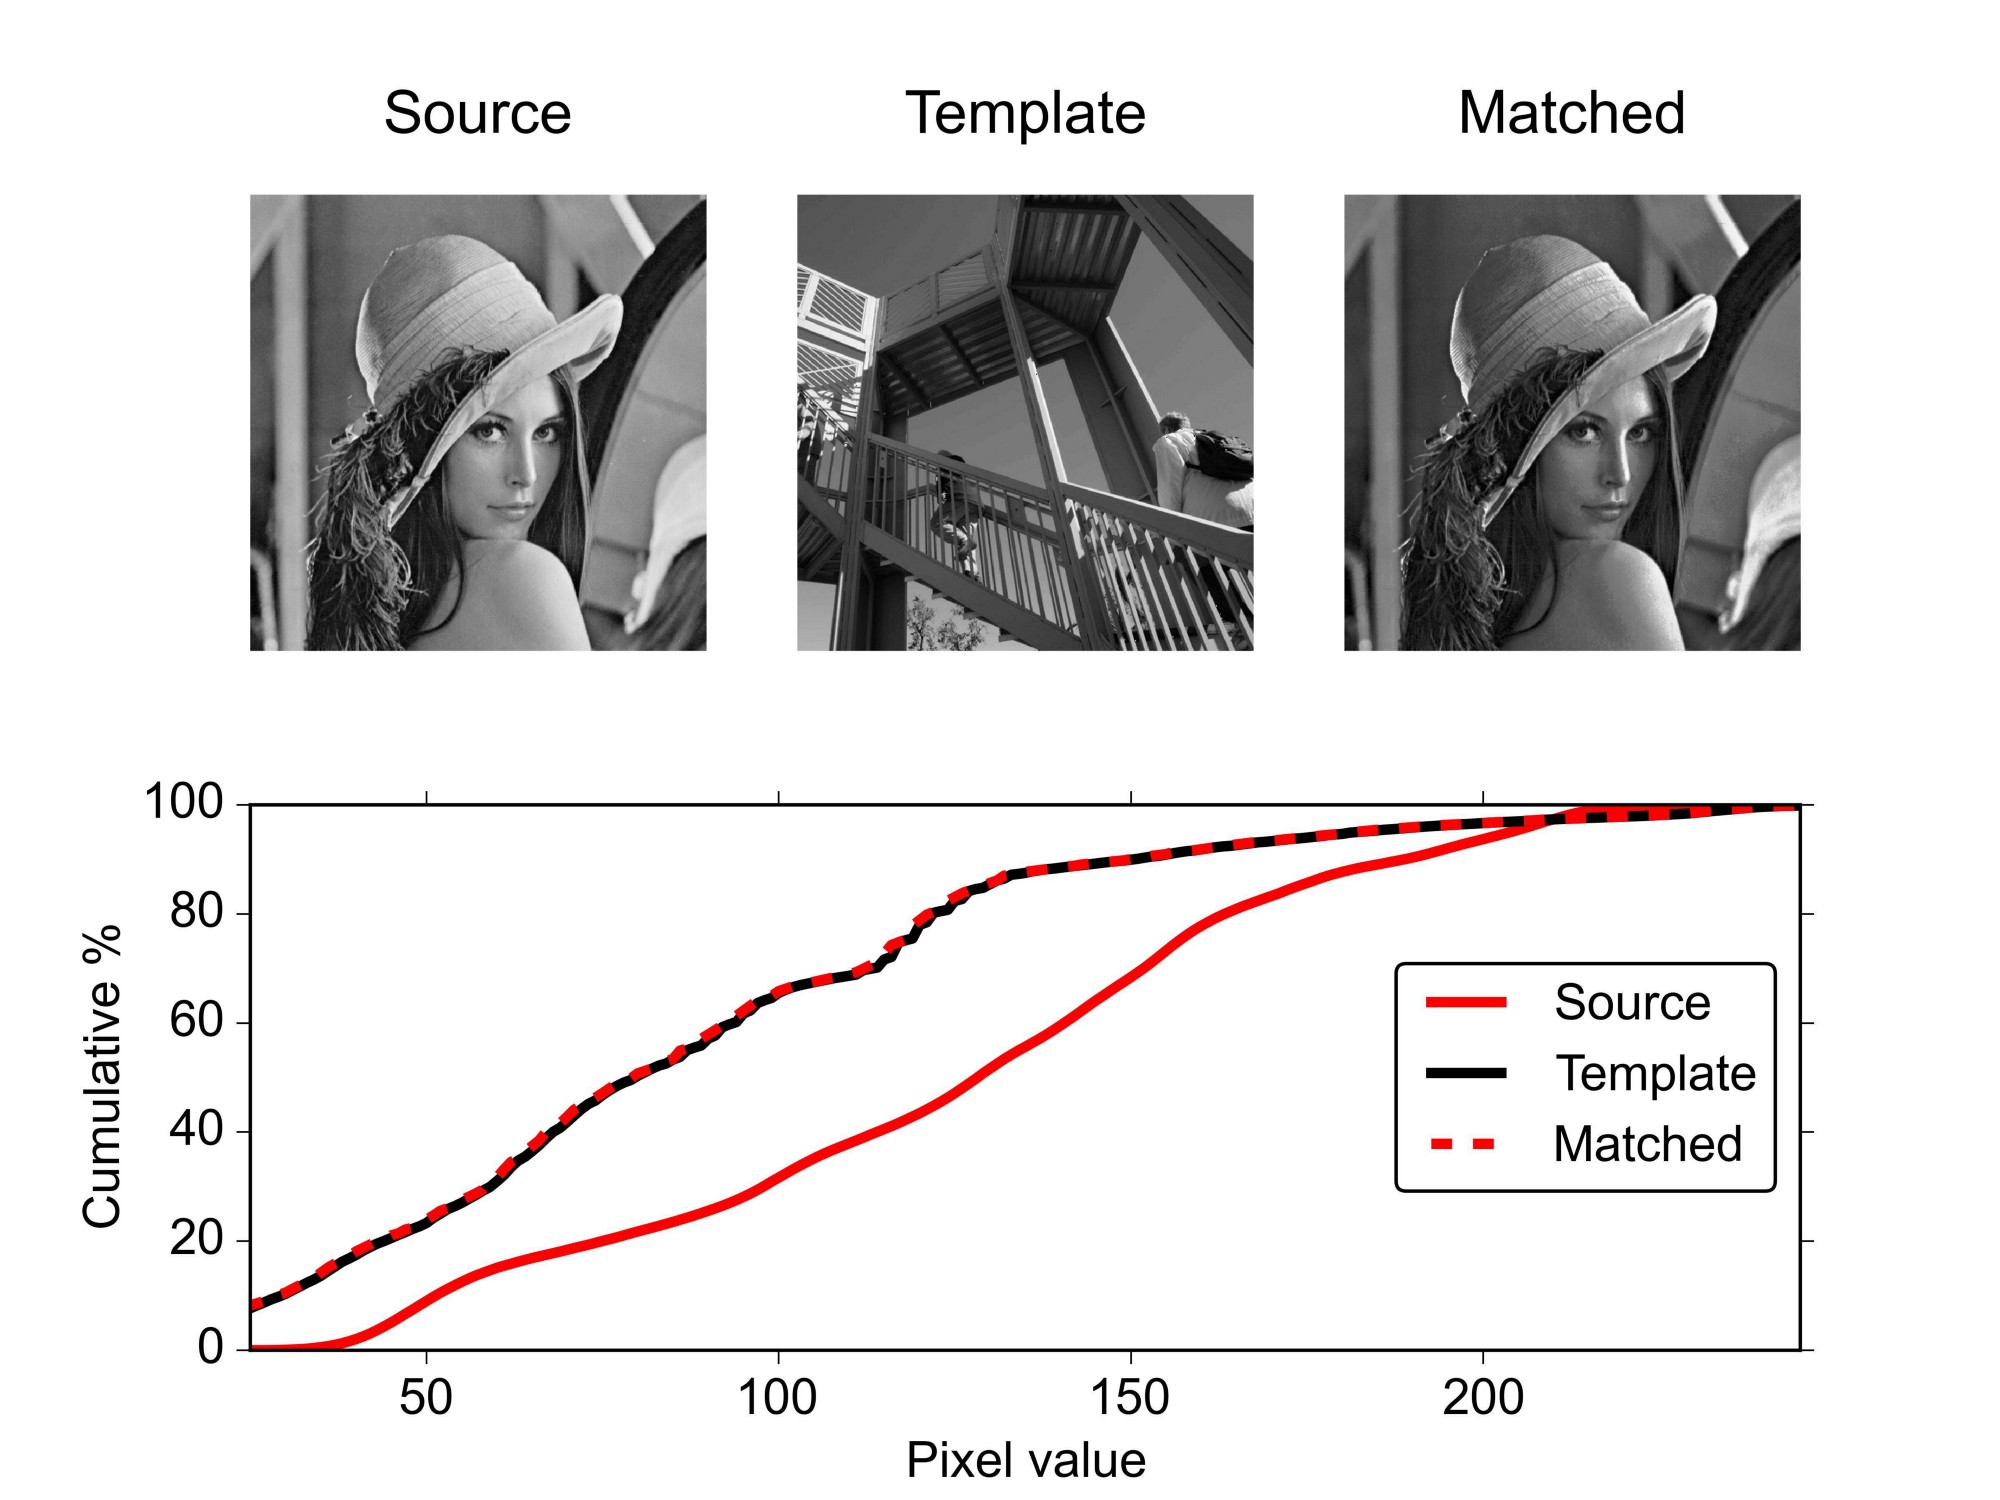 Source
Template
Matched
100
80
60
40
20
0
Cumulative %
Source
Template
Matched
50
100
150
200
Pixel value